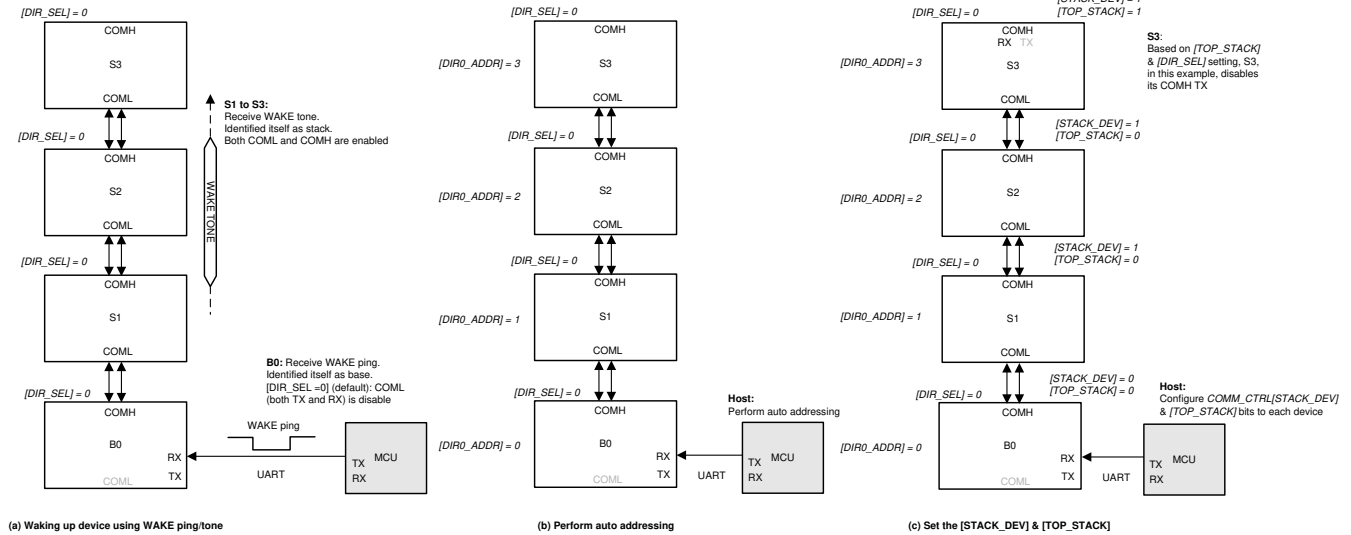 [DIR_SEL] = 0
COMH
S3
COML
[DIR_SEL] = 0
COMH
S2
COML
[DIR_SEL] = 0
COMH
S1
COML
[DIR_SEL] = 0
COMH
B0
RX
TX
COML
S1 to S3:
Receive WAKE tone.
Identified itself as stack.
Both COML and COMH are enabled
WAKE TONE
B0: Receive WAKE ping.
Identified itself as base.
[DIR_SEL =0] (default): COML
(both TX and RX) is disable
WAKE ping
UART
TX
MCU
RX
(a) Waking up device using WAKE ping/tone
[DIR_SEL] = 0
COMH
[DIR0_ADDR] = 3
S3
COML
[DIR_SEL] = 0
COMH
[DIR0_ADDR] = 2
S2
COML
[DIR_SEL] = 0
COMH
[DIR0_ADDR] = 1
S1
COML
[DIR_SEL] = 0
COMH
[DIR0_ADDR] = 0
B0
RX
TX
COML
Host:
Perform auto addressing
UART
TX
MCU
RX
(b) Perform auto addressing
[DIR_SEL] = 0
[STACK_DEV] = 1
[TOP_STACK] = 1
COMH
RX TX
[DIR0_ADDR] = 3
S3
COML
S3:
Based on [TOP_STACK]
& [DIR_SEL] setting, S3,
in this example, disables
its COMH TX
[DIR_SEL] = 0
[STACK_DEV] = 1
[TOP_STACK] = 0
COMH
[DIR0_ADDR] = 2
S2
COML
[DIR_SEL] = 0
[STACK_DEV] = 1
[TOP_STACK] = 0
COMH
[DIR0_ADDR] = 1
S1
COML
[DIR_SEL] = 0
[STACK_DEV] = 0
[TOP_STACK] = 0
COMH
[DIR0_ADDR] = 0
B0
RX
TX
COML
Host:
Configure COMM_CTRL[STACK_DEV]
& [TOP_STACK] bits to each device
UART
TX
MCU
RX
(c) Set the [STACK_DEV] & [TOP_STACK]